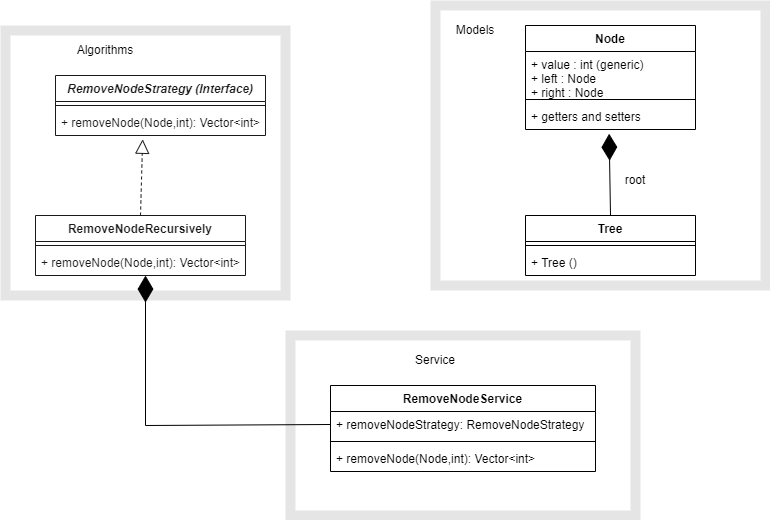 Algorithms
RemoveNodeStrategy (Interface)
+ removeNode(Node,int): Vector<int>
RemoveNodeRecursively
+ removeNode(Node,int): Vector<int>
Models
Node
+ value : int (generic)
+ left : Node
+ right : Node
+ getters and setters
root
Tree
+ Tree ()
Service
RemoveNodeService
+ removeNodeStrategy: RemoveNodeStrategy
+ removeNode(Node,int): Vector<int>